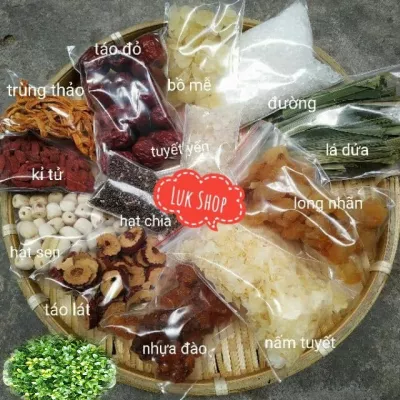 táo đỏ
bồ mễ
trùng thảo
đường
tuyết yến
lá dứa
kỉ tử
LUK SHOP
long nhãn
hạt chia
hạt sen
táo lát
nhựa đào
nấm tuyết